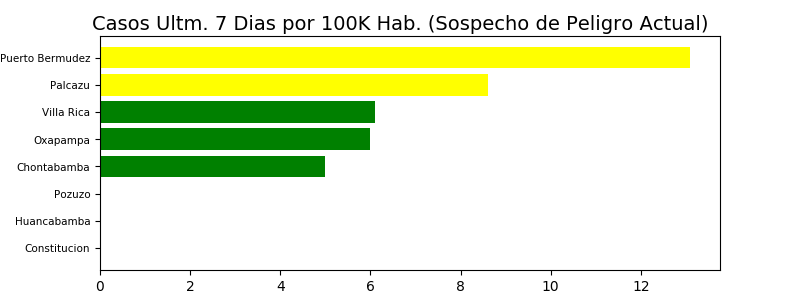 Casos Ultm. 7 Dias por 100K Hab. (Sospecho de Peligro Actual)
Puerto Bermudez
Palcazu
Villa Rica
Oxapampa
Chontabamba
Pozuzo
Huancabamba
Constitucion
0 2 4 6 8 10 12